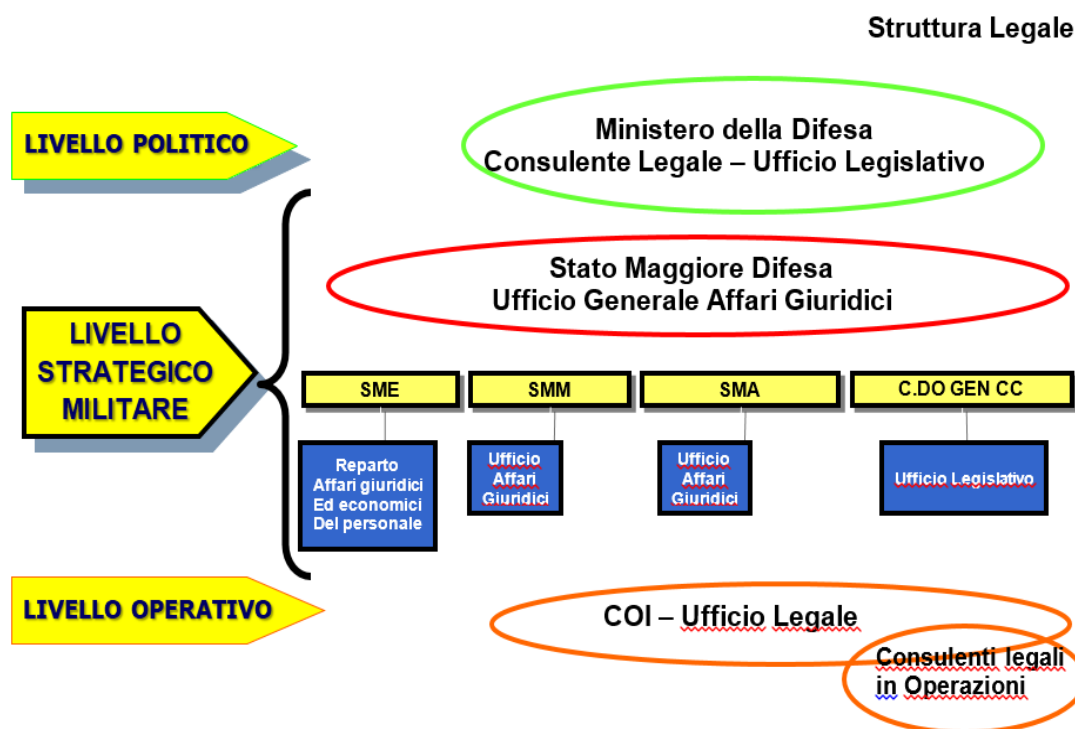 Struttura Legale
LIVELLO POLITICO
Ministero della Difesa
Consulente Legale – Ufficio Legislativo
LIVELLO
STRATEGICO
MILITARE
Stato Maggiore Difesa
Ufficio Generale Affari Giuridici
SME
SMM
SMA
C.DO GEN CC
Reparto
Affari giuridici
Ed economici
Del personale
Ufficio
Affari
Giuridici
Ufficio
Affari
Giuridici
Ufficio Legislativo
LIVELLO OPERATIVO
COI – Ufficio Legale
Consulenti legali
in Operazioni